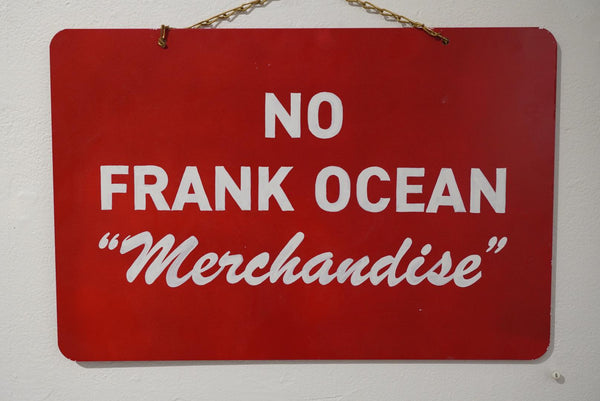 NO
FRANK OCEAN
“Merchandise”